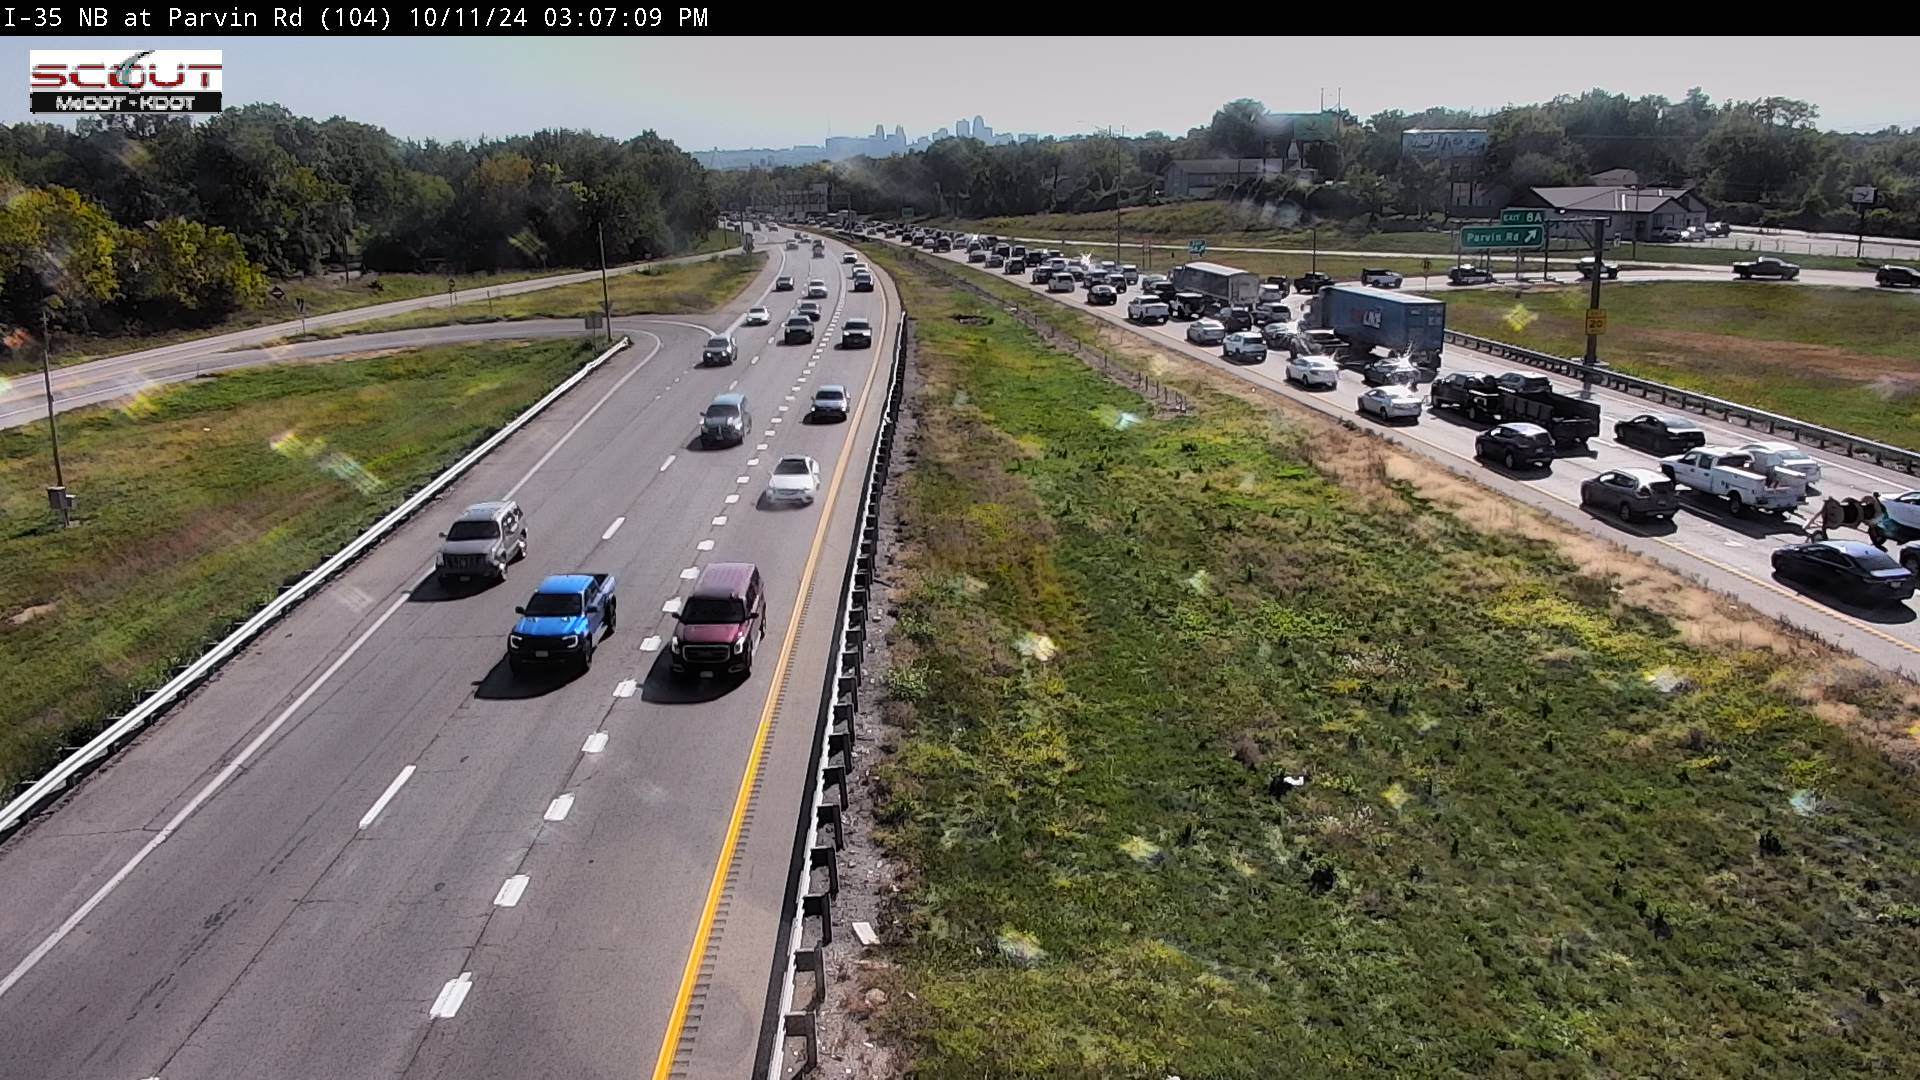 I-35 NB at Parvin Rd (104) 10/11/24 03:07:09 PM
SCOUT
MoDOT - KDOT
EXIT 8A
Parvin Rd
20